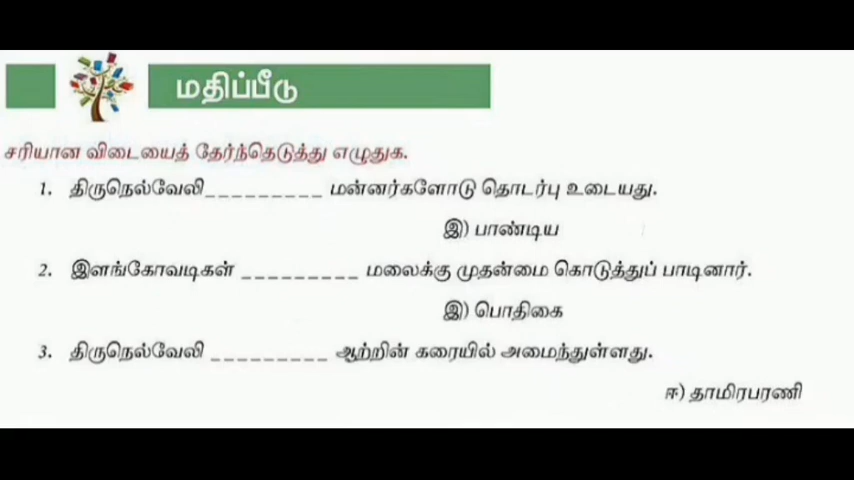 மதிப்பீடு
சரியான விடையைத் தேர்ந்தெடுத்து எழுதுக.
1. திருநெல்வேலி_________ மன்னர்களோடு தொடர்பு உடையது.
இ) பாண்டிய
2. இளங்கோவடிகள் _________ மலைக்கு முதன்மை கொடுத்துப் பாடினார்.
இ) பொதிகை
3. திருநெல்வேலி _________ ஆற்றின் கரையில் அமைந்துள்ளது.
ஈ) தாமிரபரணி